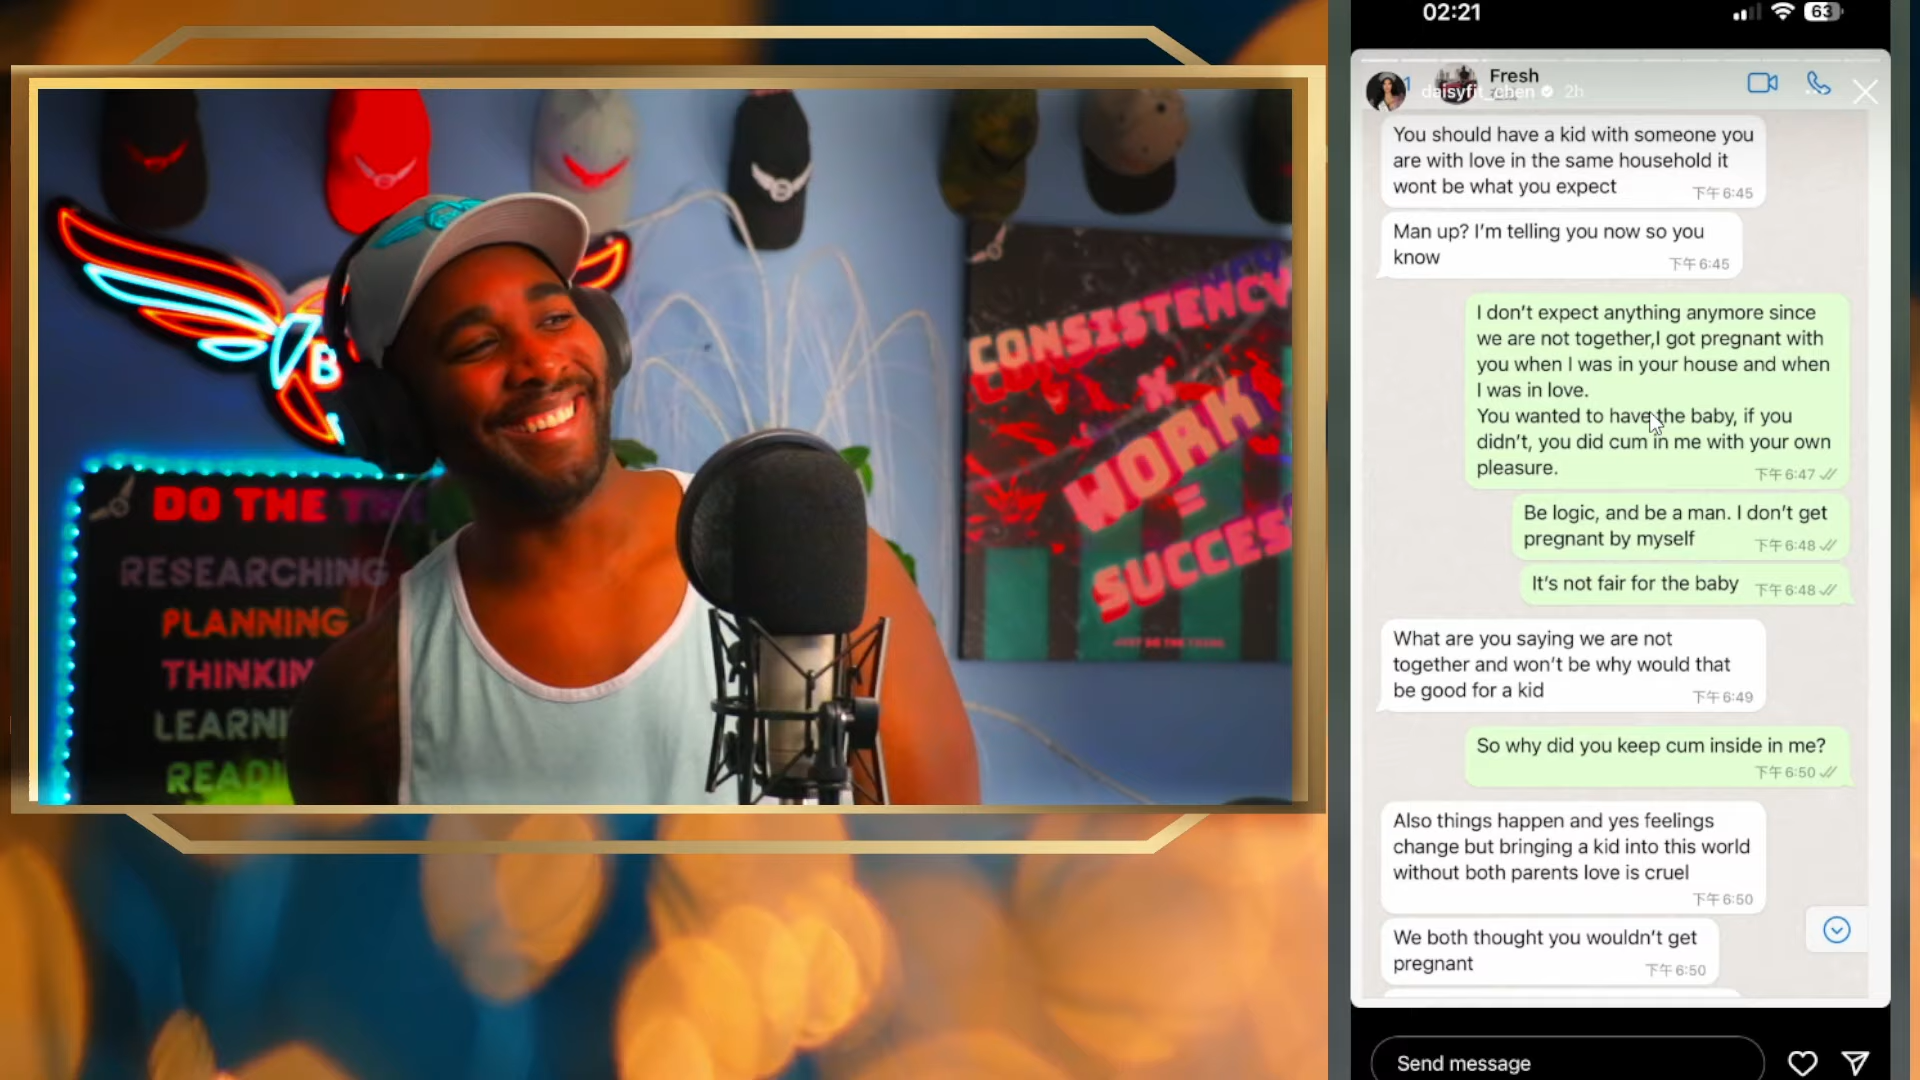 CONSISTENCY
X
WORK
=
SUCCES
DO THE
RESEARCHING
PLANNING
THINKIN
LEARNI
READI
02:21
63
Fresh
daisyfit_chen 2h
You should have a kid with someone you
are with love in the same household it
wont be what you expect
下午 6:45
Man up? I'm telling you now so you
know
下午 6:45
I don't expect anything anymore since
we are not together,I got pregnant with
you when I was in your house and when
I was in love.
You wanted to have the baby, if you
didn't, you did cum in me with your own
pleasure.
下午 6:47
Be logic, and be a man. I don't get
pregnant by myself
下午 6:48
It's not fair for the baby
下午 6:48
What are you saying we are not
together and won't be why would that
be good for a kid
下午 6:49
So why did you keep cum inside in me?
下午 6:50
Also things happen and yes feelings
change but bringing a kid into this world
without both parents love is cruel
下午 6:50
We both thought you wouldn't get
pregnant
下午 6:50
Send message